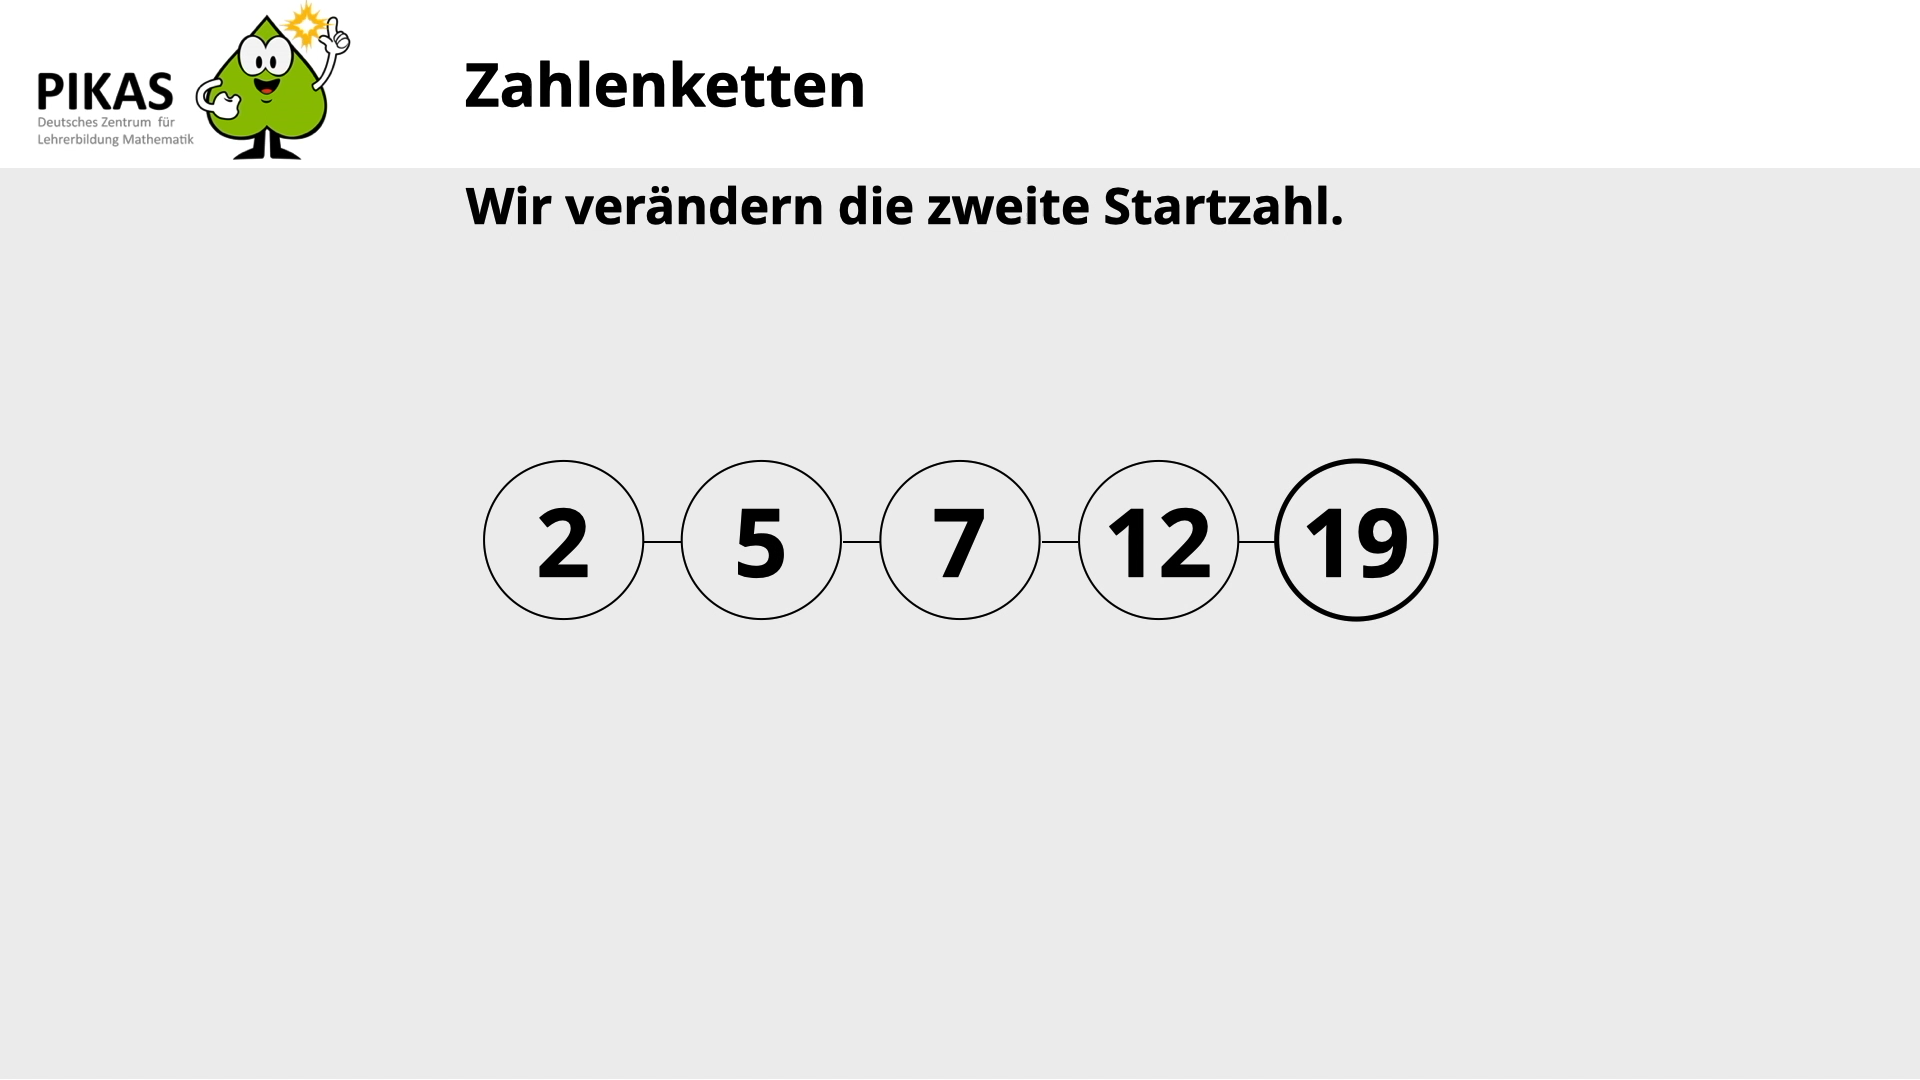 PIKAS
Deutsches Zentrum für
Lehrerbildung Mathematik
Zahlenketten
Wir verändern die zweite Startzahl.
2 5 7 12 19